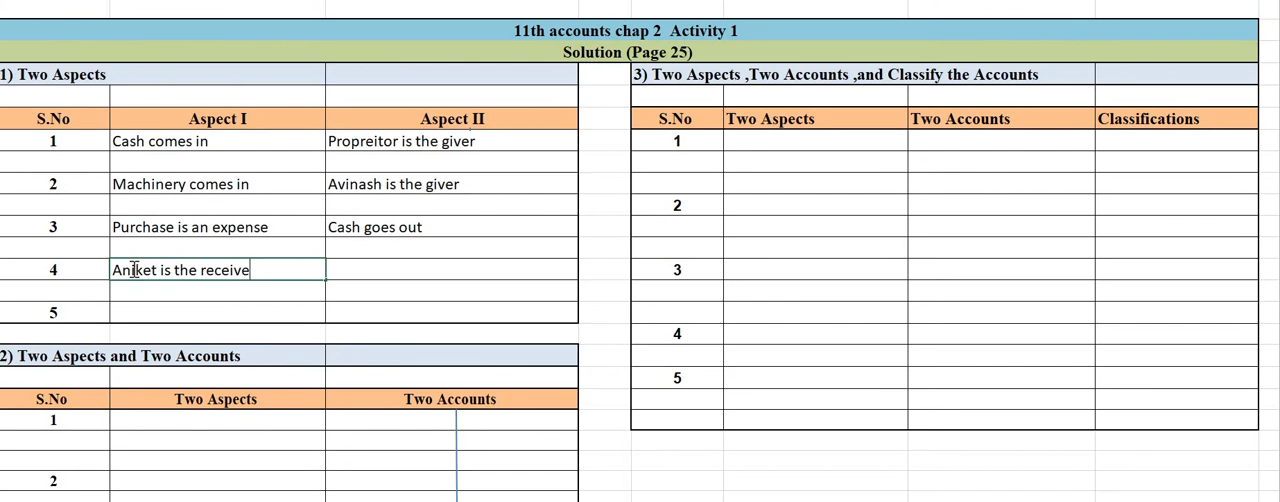 11th accounts chap 2 Activity 1
Solution (Page 25)
1) Two Aspects
S.No Aspect I Aspect II
1 Cash comes in Propreitor is the giver
2 Machinery comes in Avinash is the giver
3 Purchase is an expense Cash goes out
4 Aniket is the receive
5
2) Two Aspects and Two Accounts
S.No Two Aspects Two Accounts
1
2
3) Two Aspects ,Two Accounts ,and Classify the Accounts
S.No Two Aspects Two Accounts Classifications
1
2
3
4
5